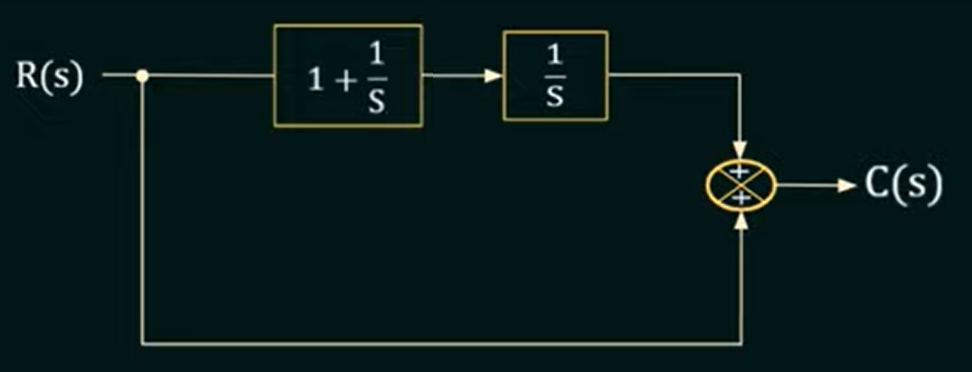 R(s)
1 + 1/S
1/S
+
+
C(s)